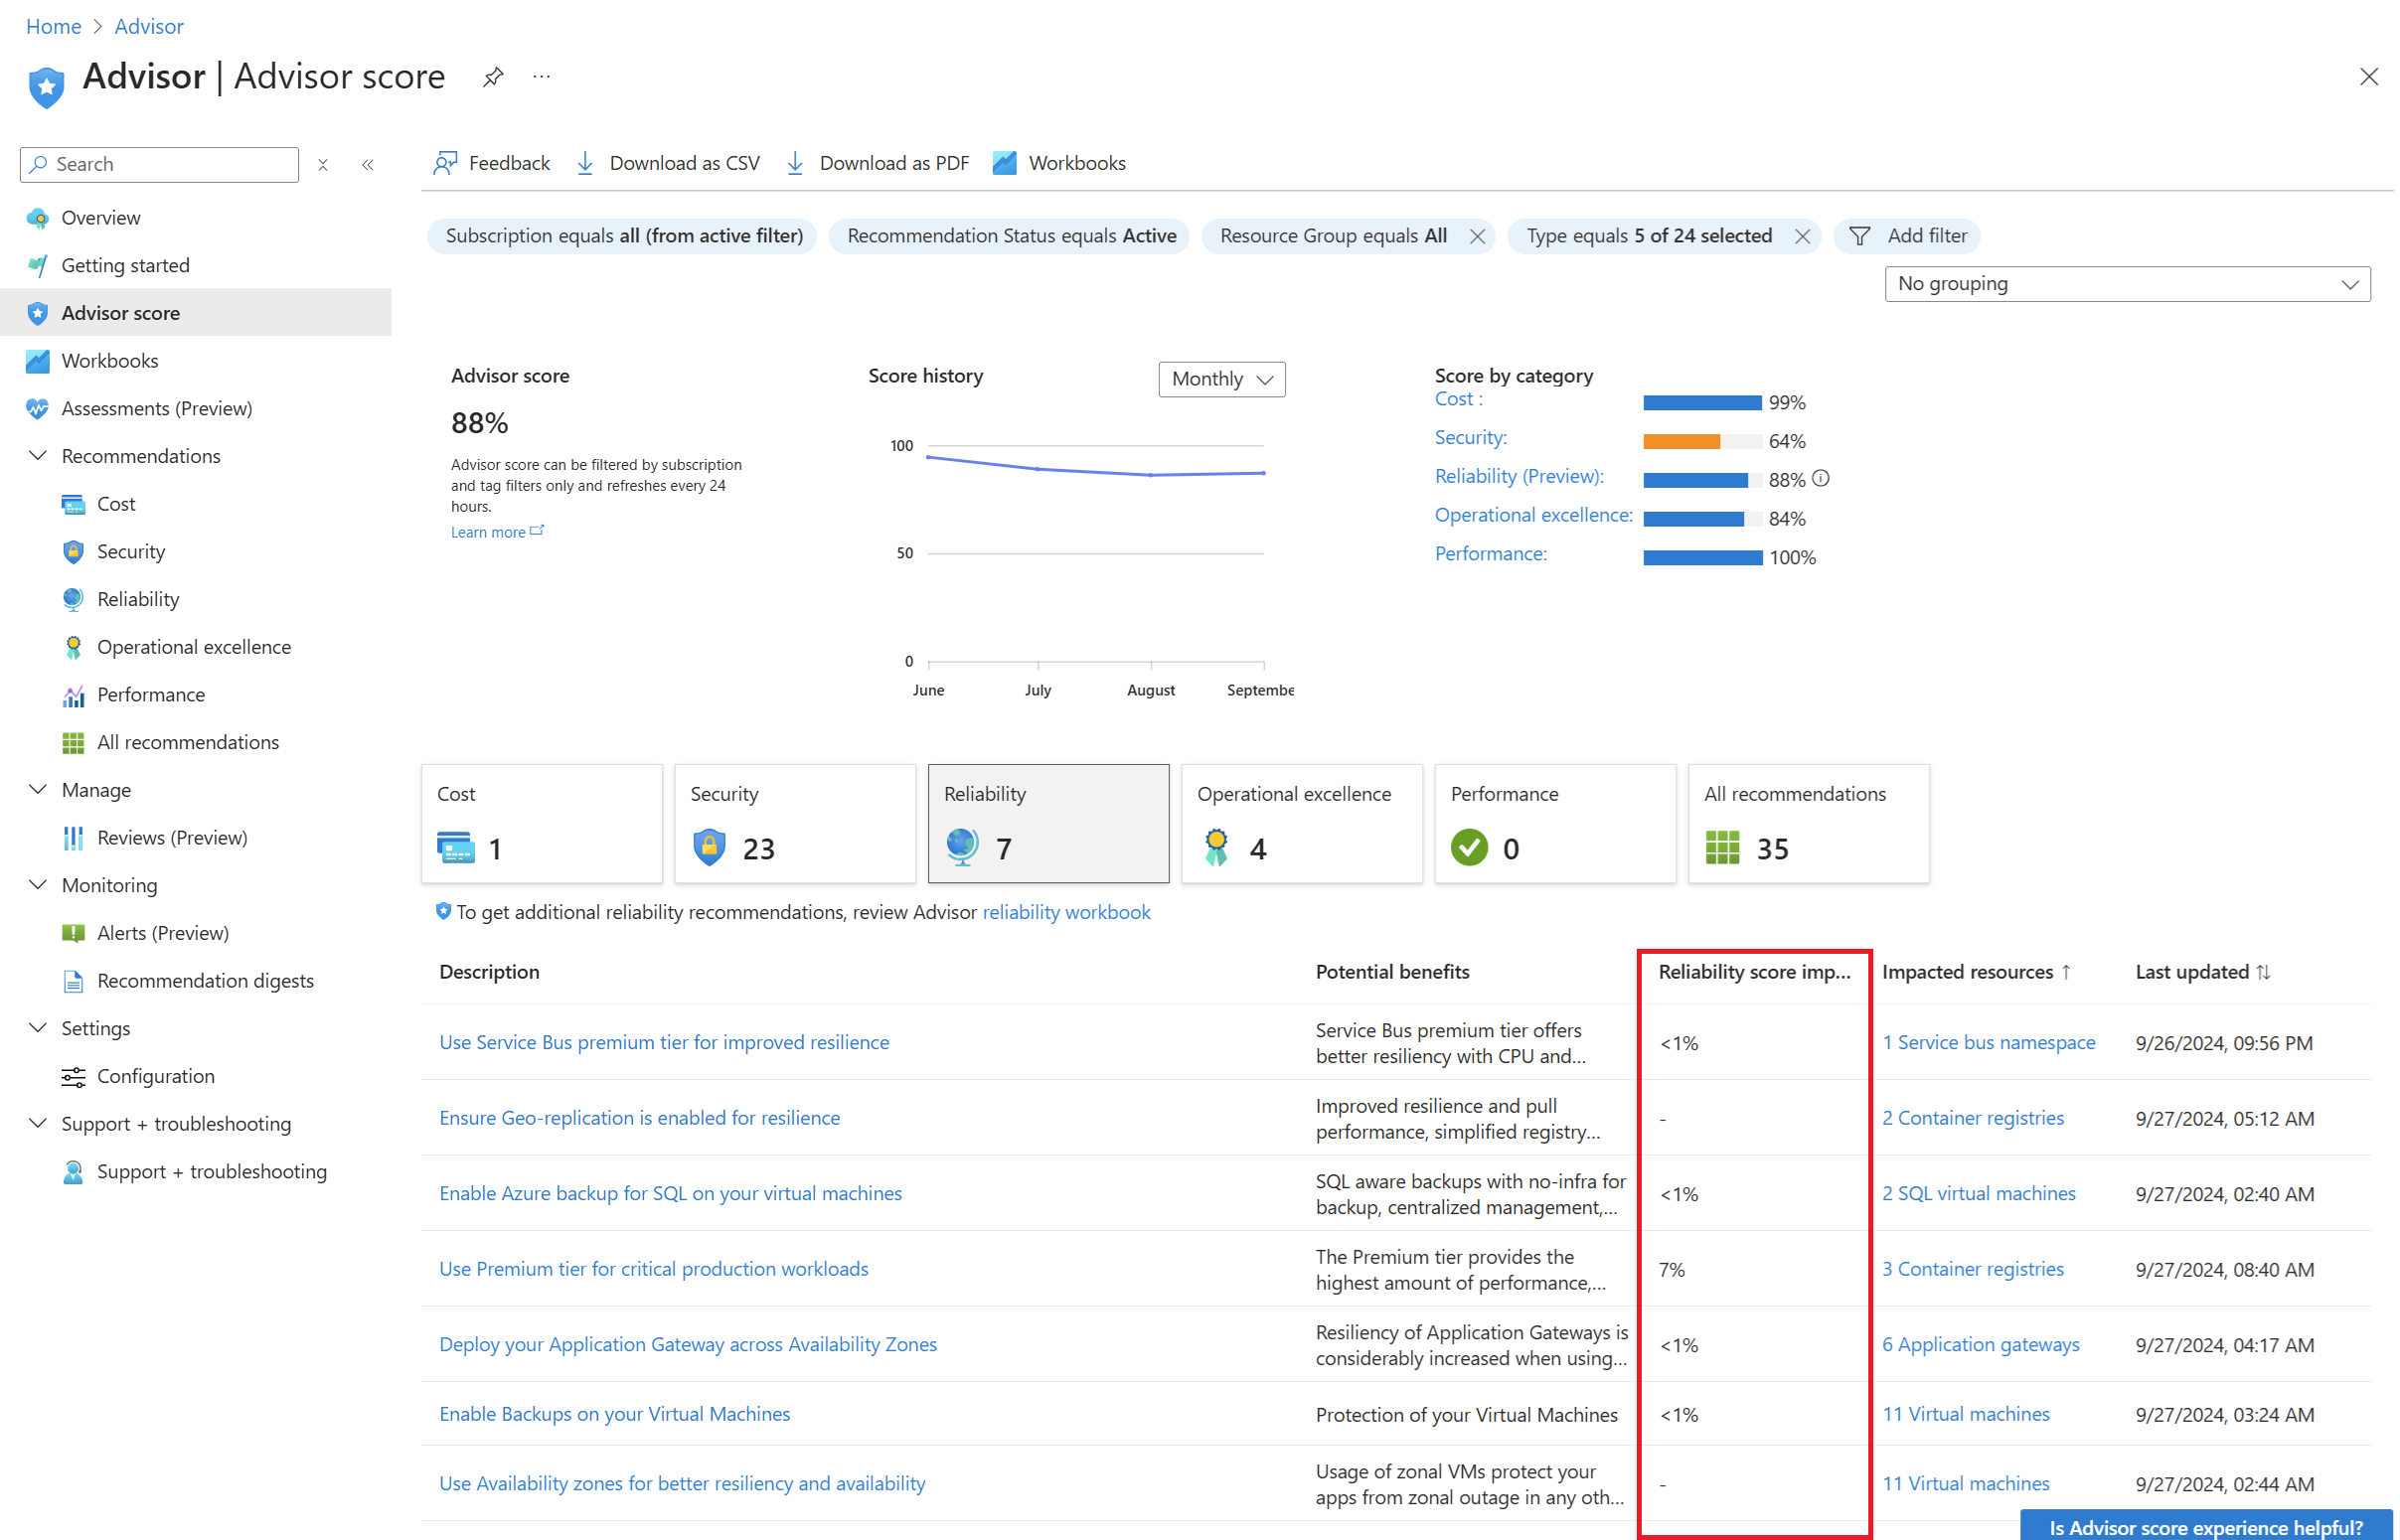 Home > Advisor
Advisor | Advisor score
Search
Overview
Getting started
Advisor score
Workbooks
Assessments (Preview)
Recommendations
Cost
Security
Reliability
Operational excellence
Performance
All recommendations
Manage
Reviews (Preview)
Monitoring
Alerts (Preview)
Recommendation digests
Settings
Configuration
Support + troubleshooting
Support + troubleshooting
Feedback Download as CSV Download as PDF Workbooks
Subscription equals all (from active filter) Recommendation Status equals Active Resource Group equals All Type equals 5 of 24 selected Add filter
No grouping
Advisor score
88%
Advisor score can be filtered by subscription
and tag filters only and refreshes every 24
hours.
Learn more
Score history Monthly
100
50
0
June July August Septembe
Score by category
Cost : 99%
Security: 64%
Reliability (Preview): 88%
Operational excellence: 84%
Performance: 100%
Cost
1
Security
23
Reliability
7
Operational excellence
4
Performance
0
All recommendations
35
To get additional reliability recommendations, review Advisor reliability workbook
Description Potential benefits Reliability score imp... Impacted resources ↑ Last updated ↑↓
Use Service Bus premium tier for improved resilience Service Bus premium tier offers
better resiliency with CPU and... <1% 1 Service bus namespace 9/26/2024, 09:56 PM
Ensure Geo-replication is enabled for resilience Improved resilience and pull
performance, simplified registry... - 2 Container registries 9/27/2024, 05:12 AM
Enable Azure backup for SQL on your virtual machines SQL aware backups with no-infra for
backup, centralized management,... <1% 2 SQL virtual machines 9/27/2024, 02:40 AM
Use Premium tier for critical production workloads The Premium tier provides the
highest amount of performance,... 7% 3 Container registries 9/27/2024, 08:40 AM
Deploy your Application Gateway across Availability Zones Resiliency of Application Gateways is
considerably increased when using... <1% 6 Application gateways 9/27/2024, 04:17 AM
Enable Backups on your Virtual Machines Protection of your Virtual Machines <1% 11 Virtual machines 9/27/2024, 03:24 AM
Use Availability zones for better resiliency and availability Usage of zonal VMs protect your
apps from zonal outage in any oth... - 11 Virtual machines 9/27/2024, 02:44 AM
Is Advisor score experience helpful?